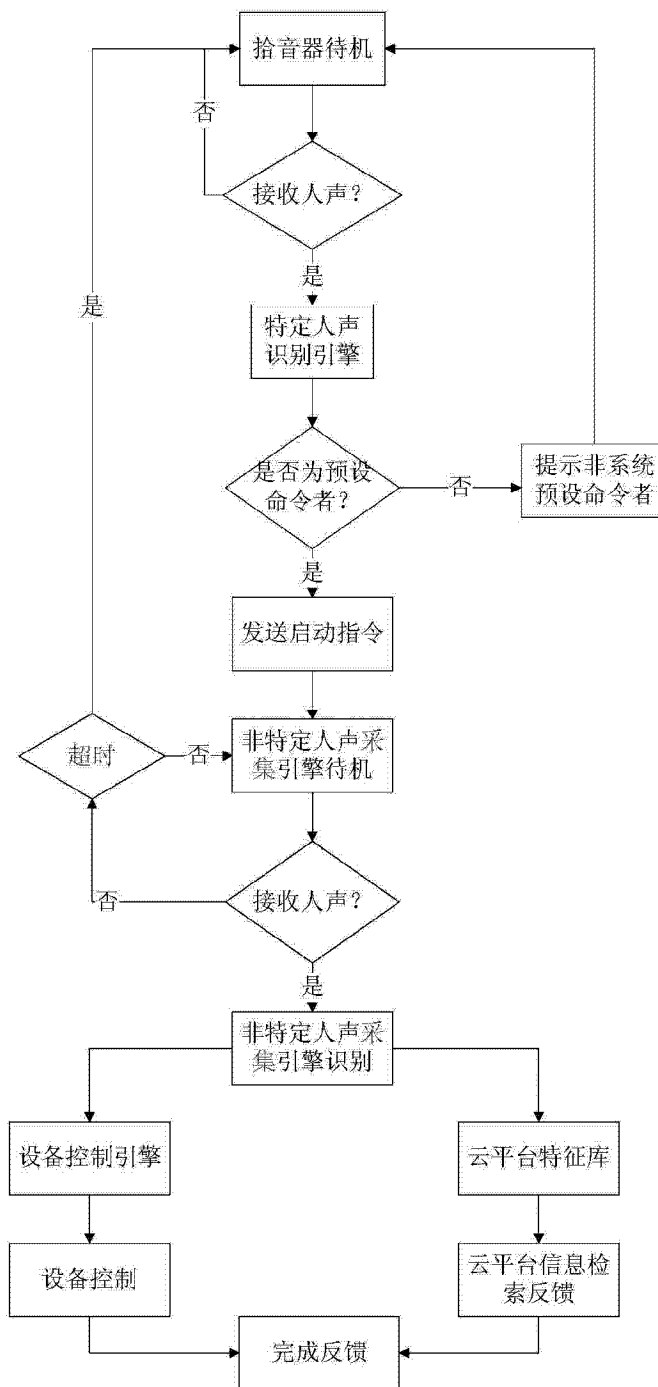 拾音器待机
否
接收人声？
是
是
特定人声
识别引擎
是否为预设
命令者？
否
提示非系统
预设命令者
是
发送启动指令
超时
否
非特定人声采
集引擎待机
否
接收人声？
是
非特定人声采
集引擎识别
设备控制引擎
云平台特征库
设备控制
云平台信息检
索反馈
完成反馈